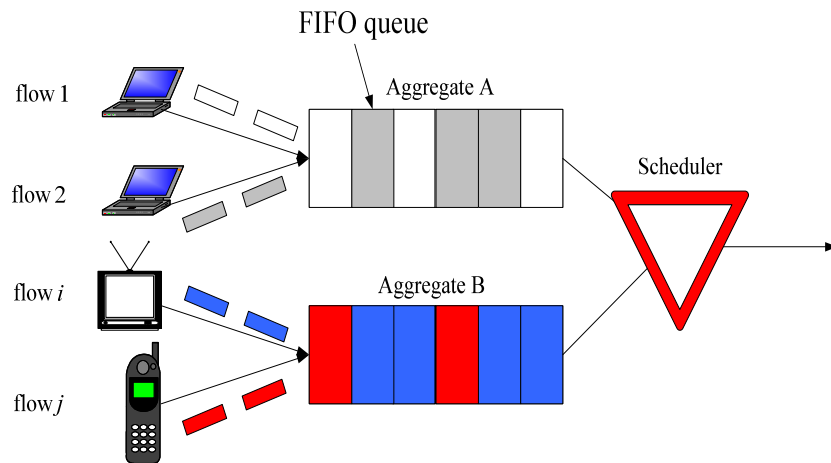 FIFO queue
flow 1
Aggregate A
flow 2
Scheduler
flow i
Aggregate B
flow j